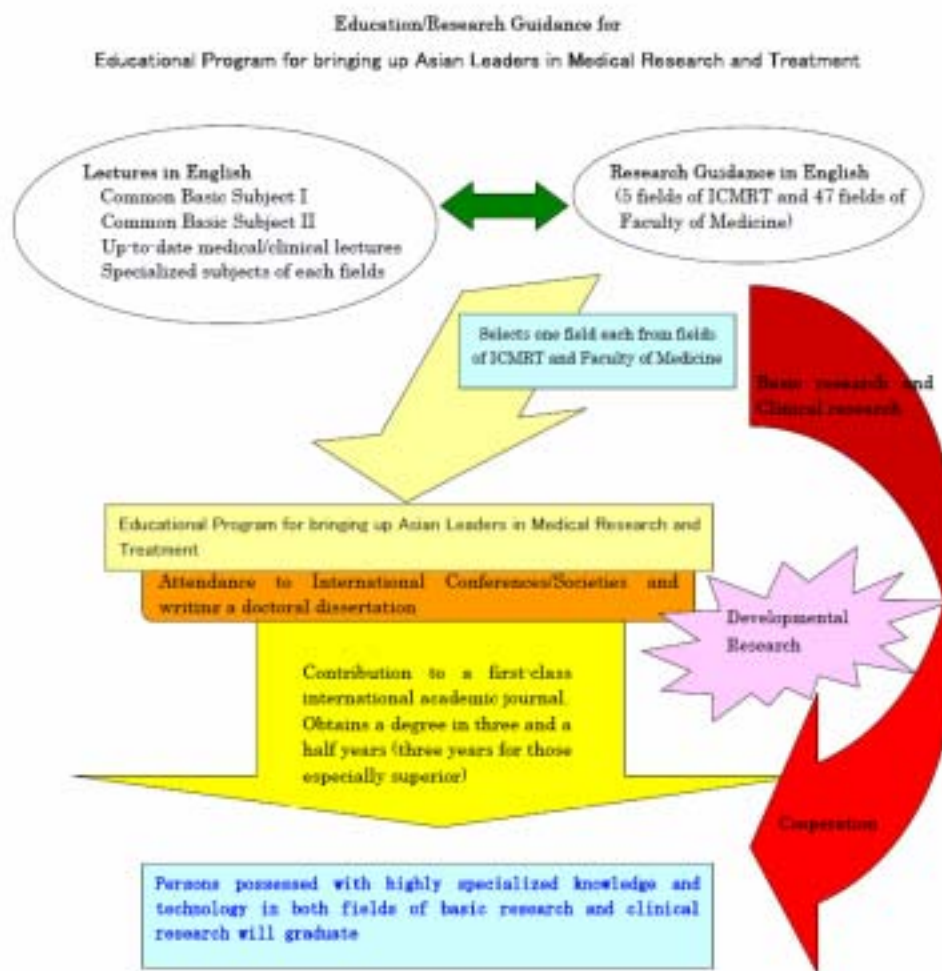 Education/Research Guidance for
Educational Program for bringing up Asian Leaders in Medical Research and Treatment
Lectures in English
Common Basic Subject I
Common Basic Subject II
Up-to-date medical/clinical lectures
Specialized subjects of each fields
Research Guidance in English
(5 fields of ICMRT and 47 fields of
Faculty of Medicine)
Selects one field each from fields
of ICMRT and Faculty of Medicine
Basic research and
Clinical research
Educational Program for bringing up Asian Leaders in Medical Research and
Treatment
Attendance to International Conferences/Societies and
writing a doctoral dissertation
Developmental
Research
Contribution to a first-class
international academic journal.
Obtains a degree in three and a
half years (three years for those
especially superior)
Cooperation
Persons possessed with highly specialized knowledge and
technology in both fields of basic research and clinical
research will graduate